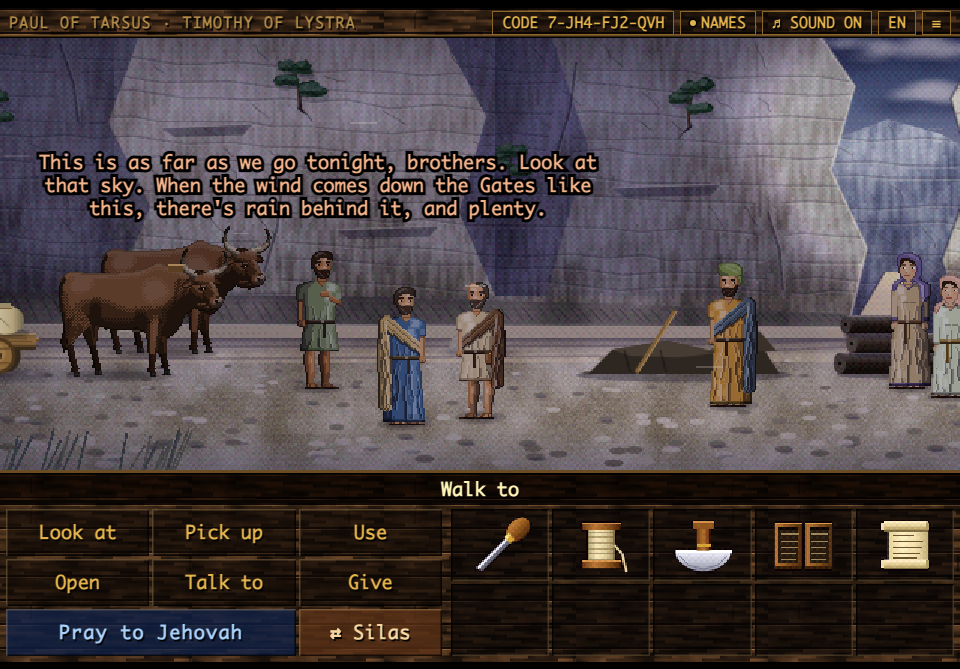 PAUL OF TARSUS · TIMOTHY OF LYSTRA
CODE 7-JH4-FJ2-QVH
• NAMES
♬ SOUND ON
EN
≡
This is as far as we go tonight, brothers. Look at
that sky. When the wind comes down the Gates like
this, there's rain behind it, and plenty.
Walk to
Look at
Pick up
Use
Open
Talk to
Give
Pray to Jehovah
⇄ Silas